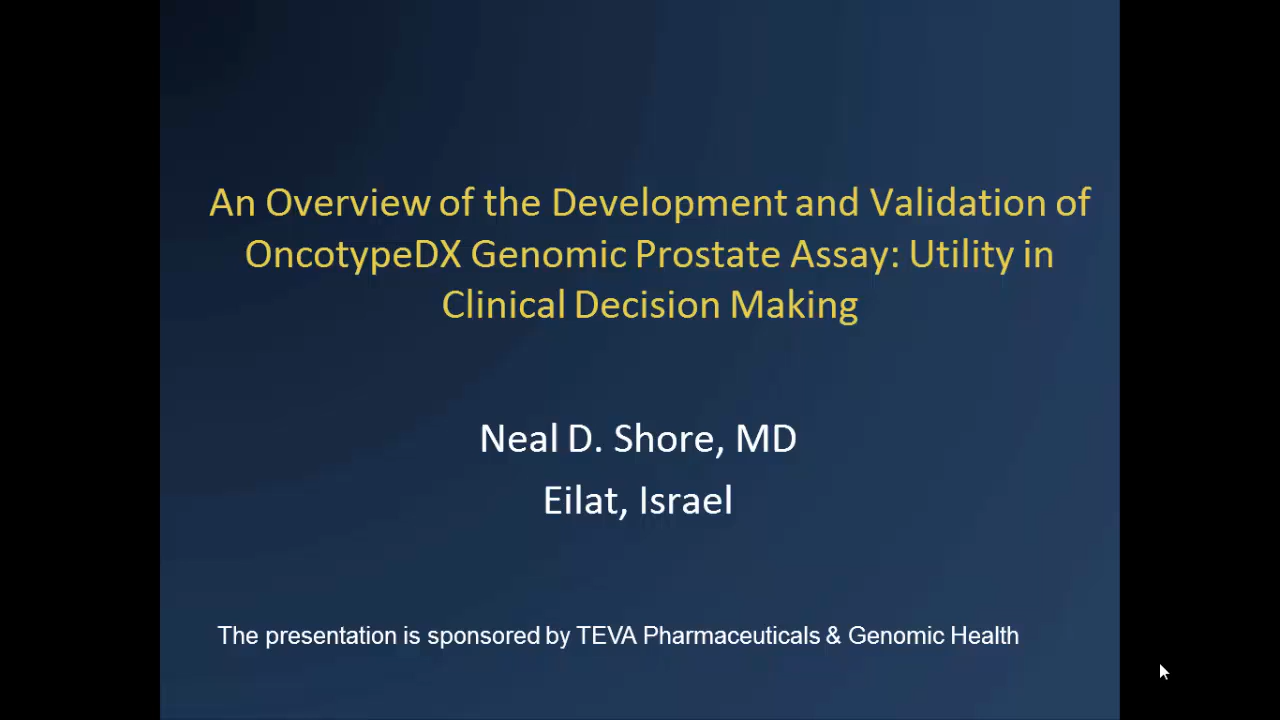 An Overview of the Development and Validation of
OncotypeDX Genomic Prostate Assay: Utility in
Clinical Decision Making
Neal D. Shore, MD
Eilat, Israel
The presentation is sponsored by TEVA Pharmaceuticals & Genomic Health